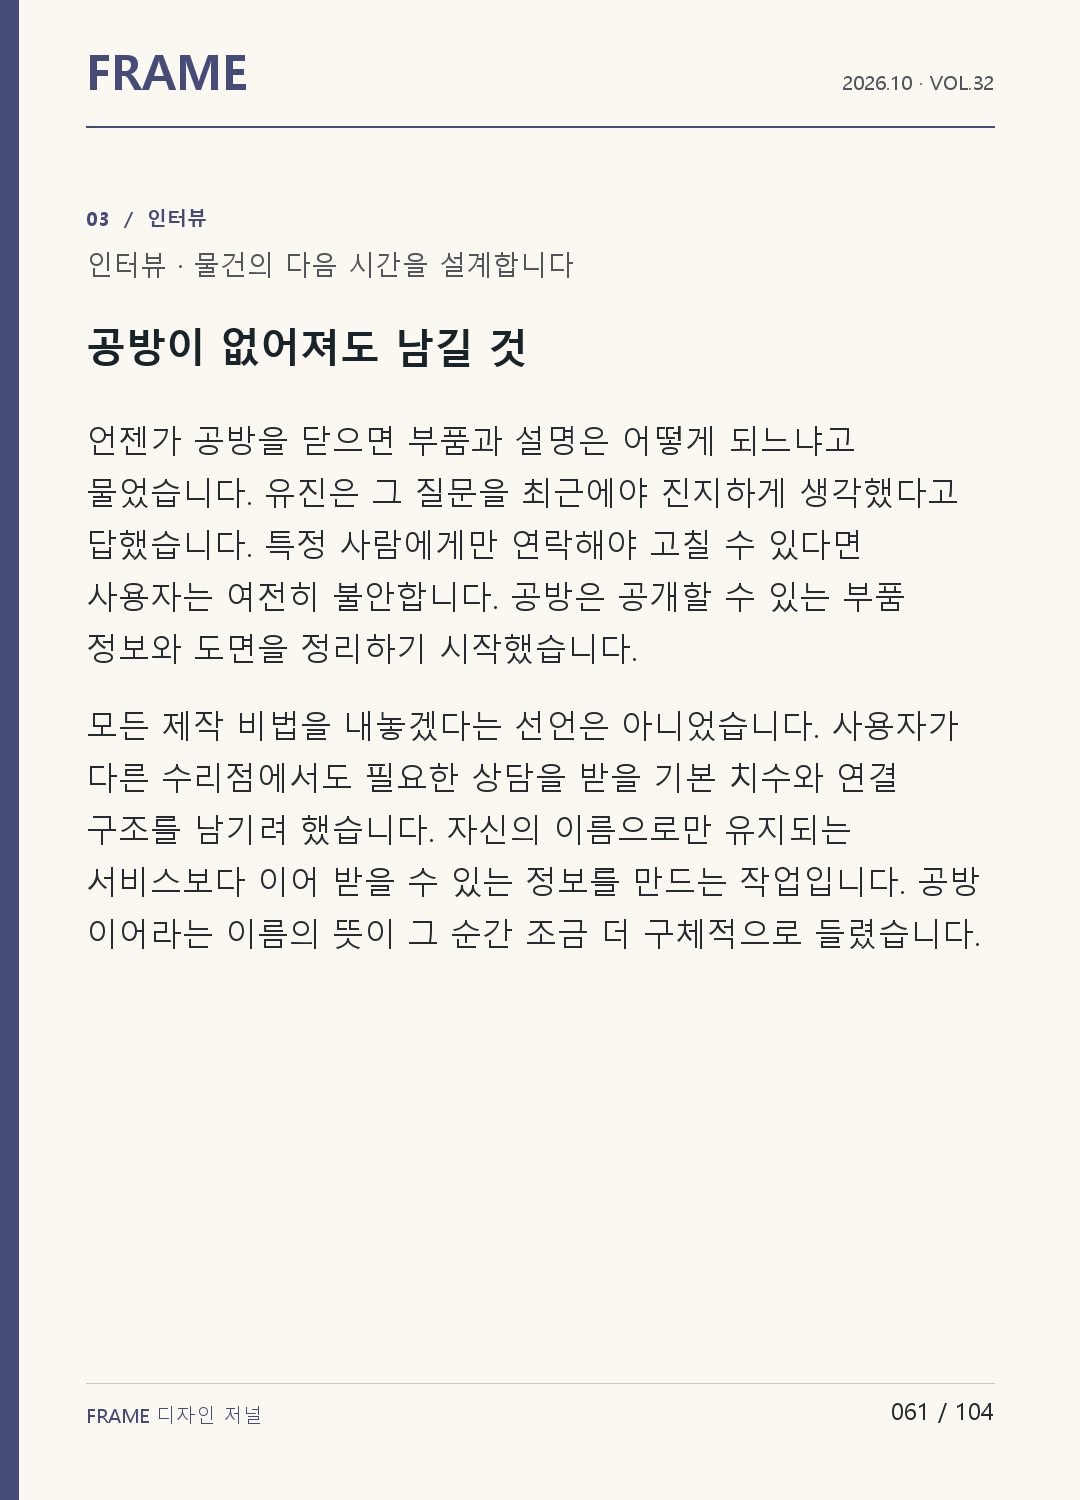 FRAME
2026.10 · VOL.32
03 / 인터뷰
인터뷰 · 물건의 다음 시간을 설계합니다
공방이 없어져도 남길 것
언젠가 공방을 닫으면 부품과 설명은 어떻게 되느냐고
물었습니다. 유진은 그 질문을 최근에야 진지하게 생각했다고
답했습니다. 특정 사람에게만 연락해야 고칠 수 있다면
사용자는 여전히 불안합니다. 공방은 공개할 수 있는 부품
정보와 도면을 정리하기 시작했습니다.
모든 제작 비법을 내놓겠다는 선언은 아니었습니다. 사용자가
다른 수리점에서도 필요한 상담을 받을 기본 치수와 연결
구조를 남기려 했습니다. 자신의 이름으로만 유지되는
서비스보다 이어 받을 수 있는 정보를 만드는 작업입니다. 공방
이어라는 이름의 뜻이 그 순간 조금 더 구체적으로 들렸습니다.
FRAME 디자인 저널
061 / 104